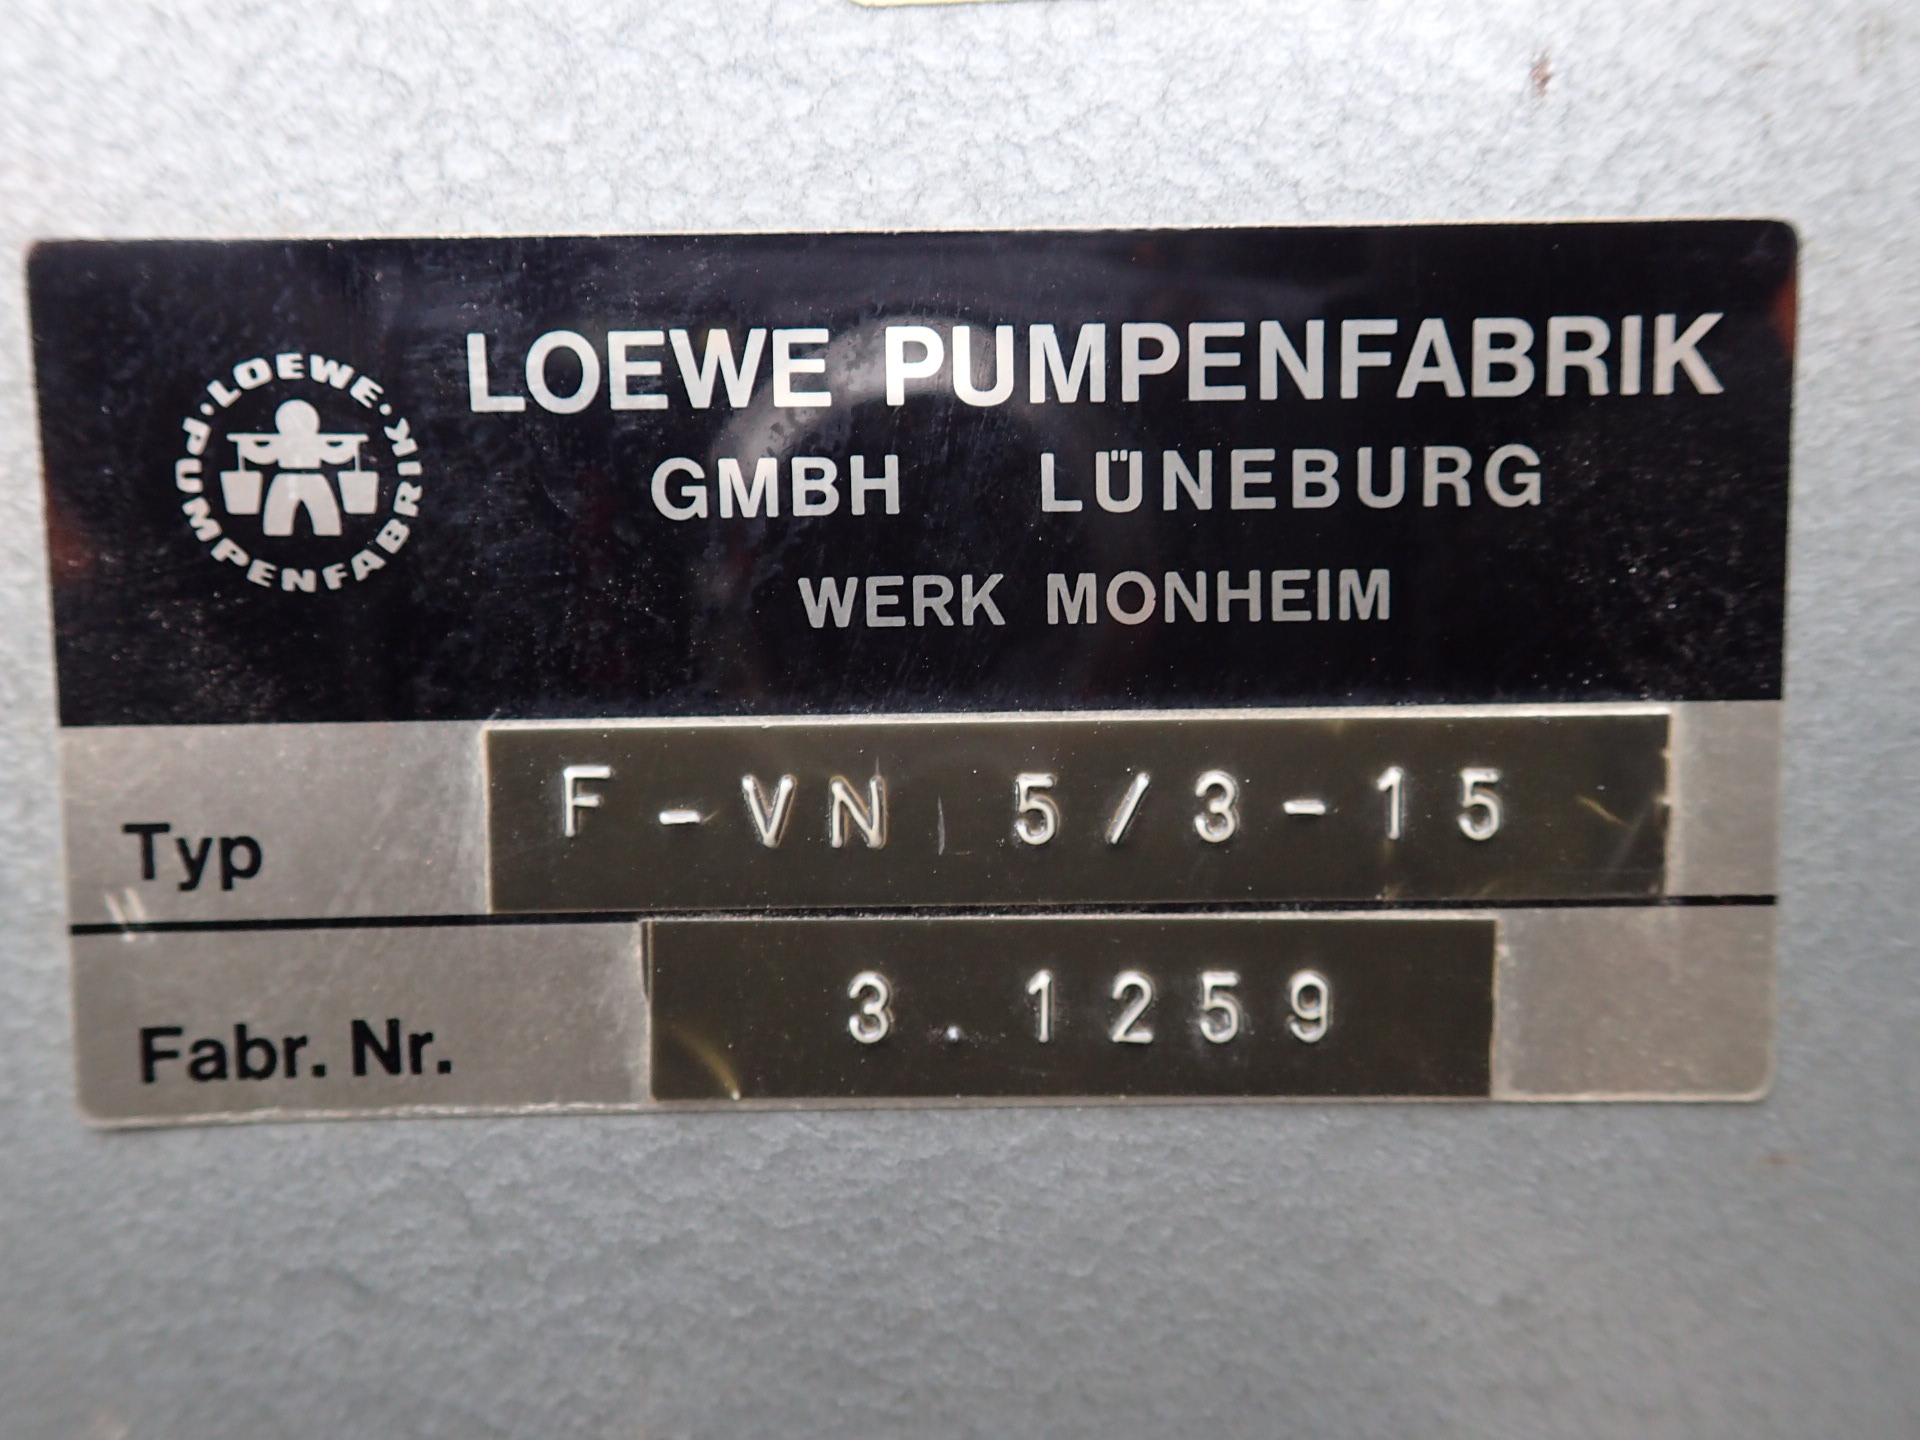 LOEWE PUMPENFABRIK
GMBH LÜNEBURG
WERK MONHEIM
· LOEWE · PUMPENFABRIK
Typ F-VN 5/3-15
Fabr. Nr. 3.1259